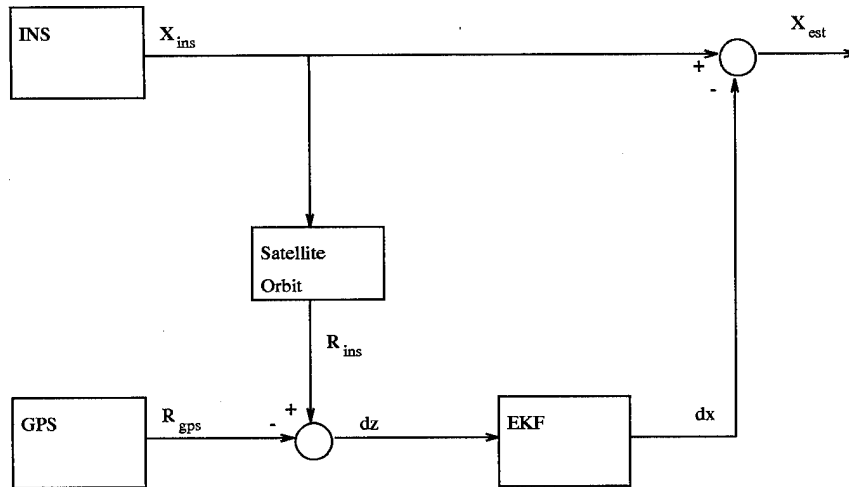 INS
X ins
X est
+
-
Satellite
Orbit
R ins
GPS
R gps
-
+
dz
EKF
dx